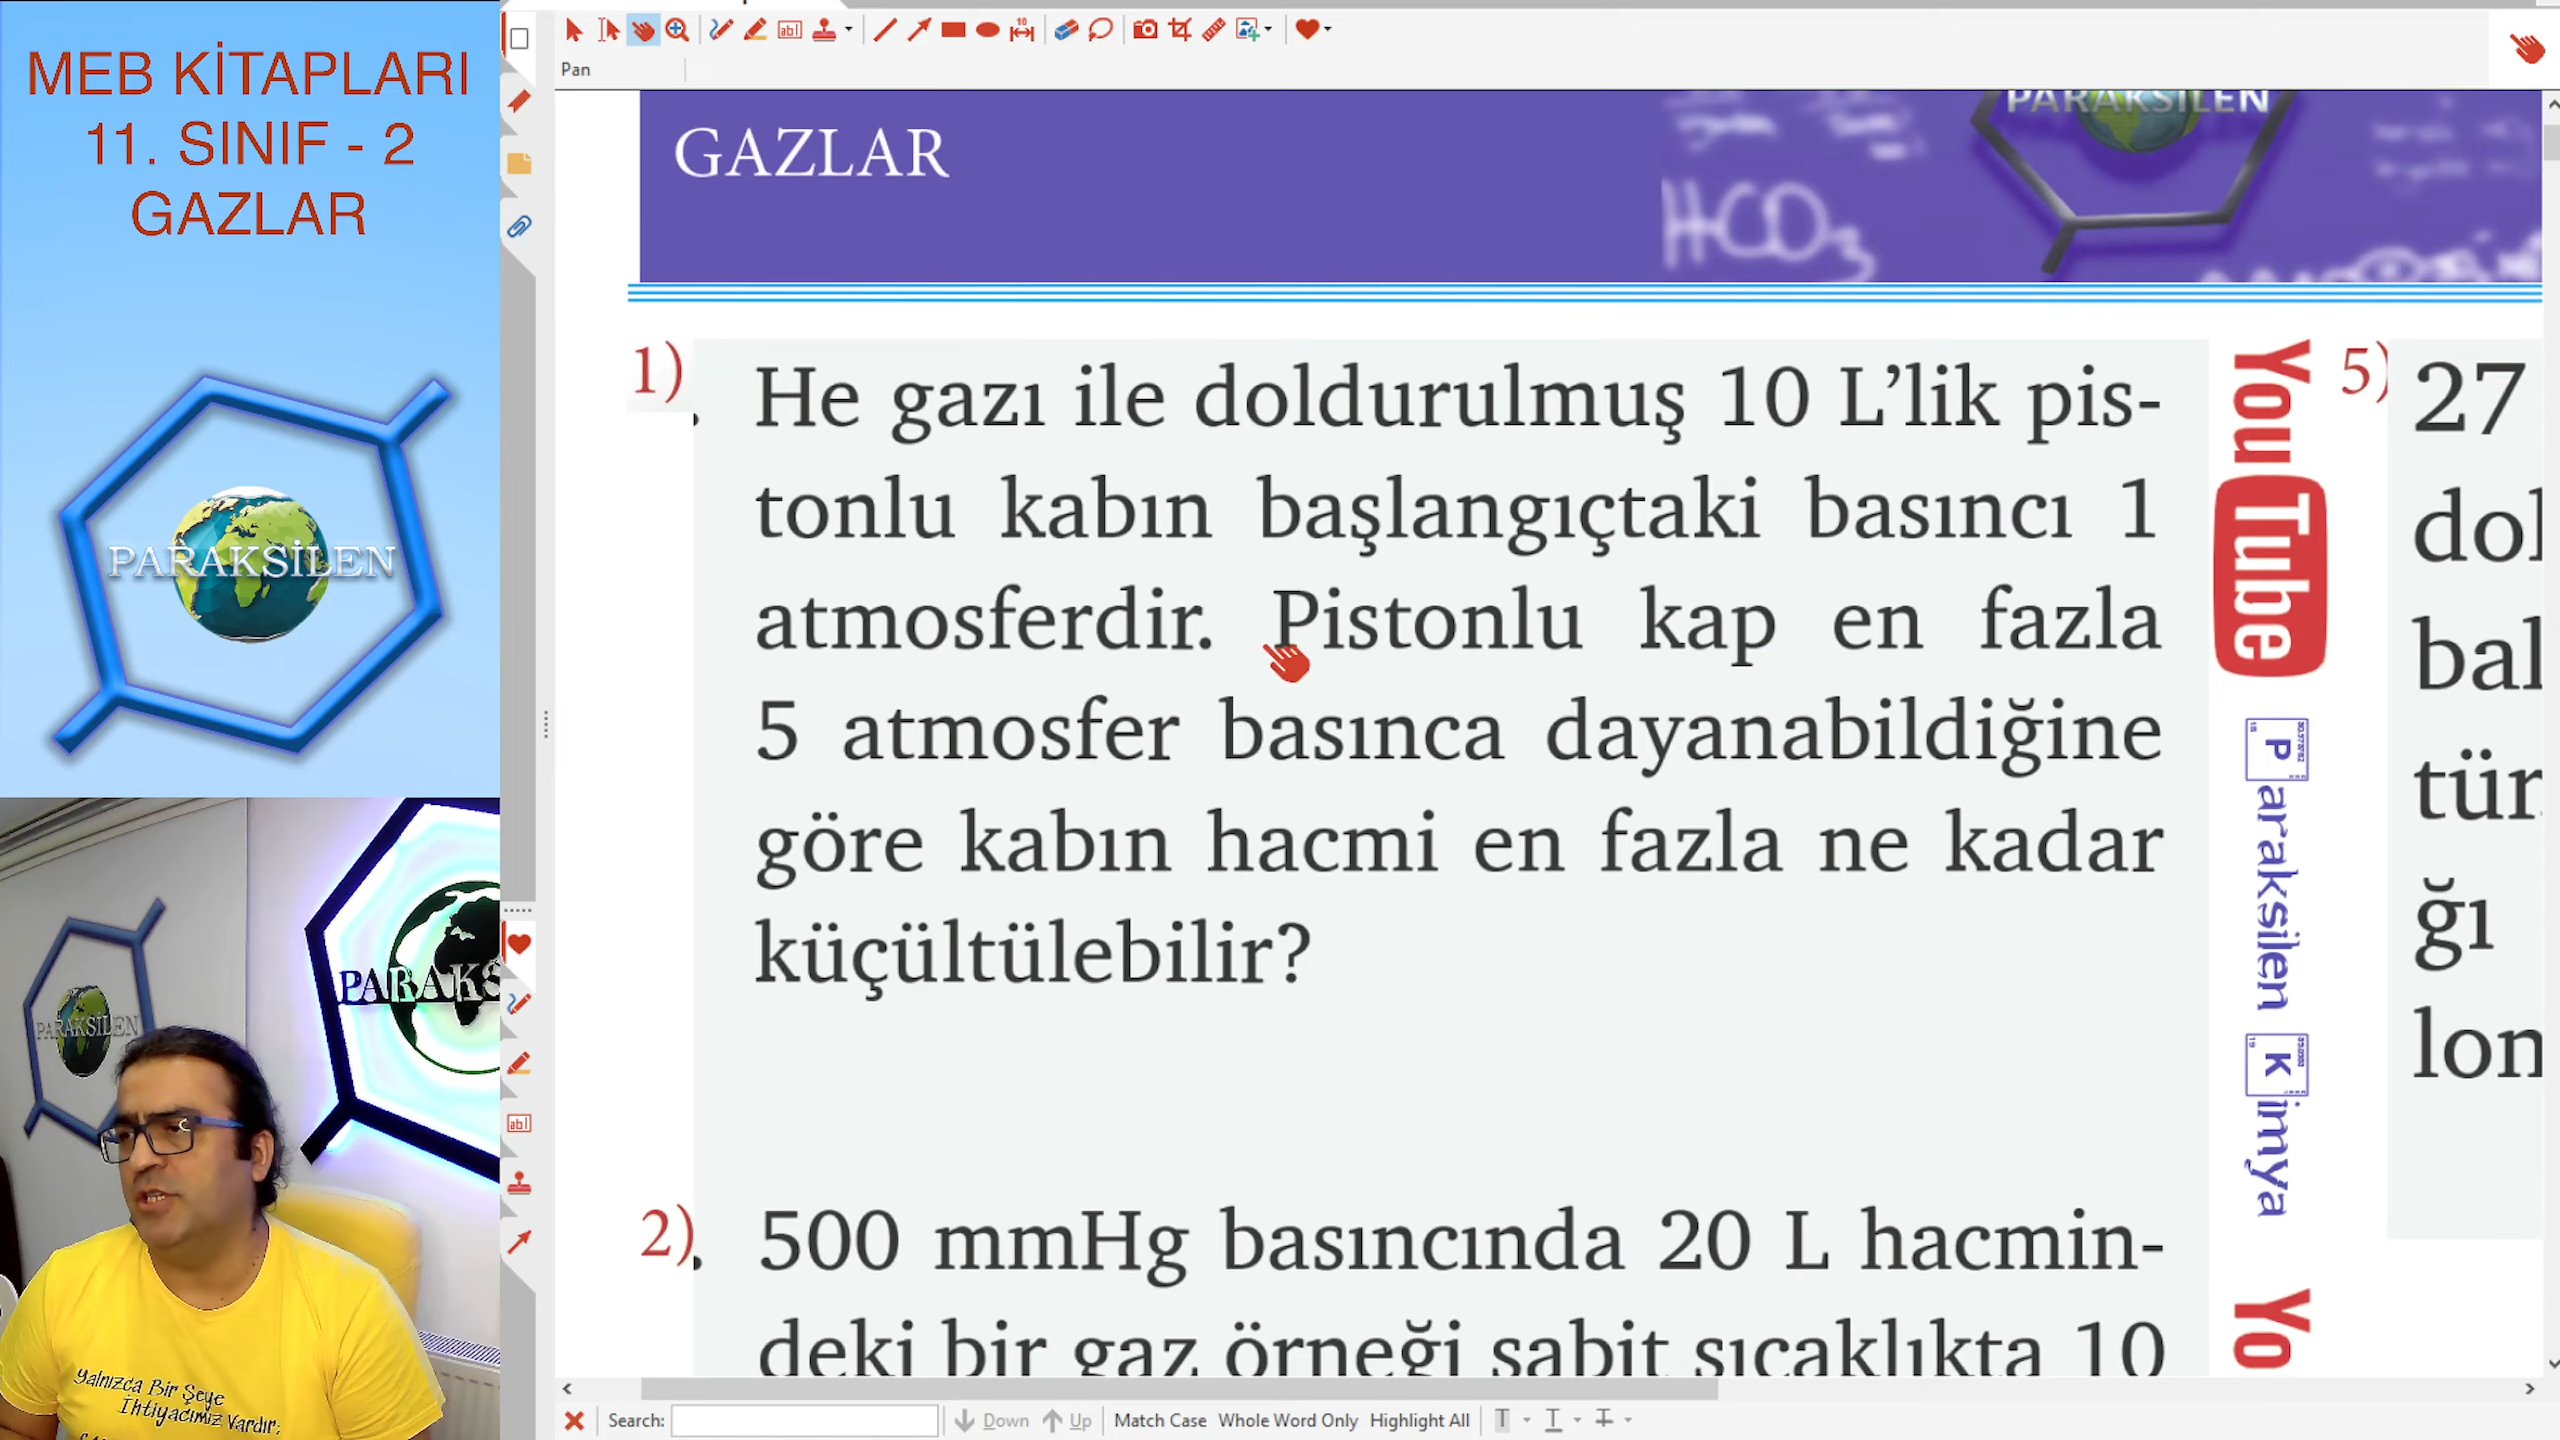 MEB KİTAPLARI
11. SINIF - 2
GAZLAR
PARAKSİLEN
PARAKSİLEN
PARAKS
Yalnızca Bir Şeye
İhtiyacımız Vardır;
Pan
GAZLAR
PARAKSİLEN
HCO3
1)
. He gazı ile doldurulmuş 10 L’lik pis-
tonlu kabın başlangıçtaki basıncı 1
atmosferdir. Pistonlu kap en fazla
5 atmosfer basınca dayanabildiğine
göre kabın hacmi en fazla ne kadar
küçültülebilir?
2)
. 500 mmHg basıncında 20 L hacmin-
deki bir gaz örneği sabit sıcaklıkta 10
YouTube
Paraksilen Kimya
Yo
5)
27
dol
bal
tür
ğı
lon
Search: Down Up Match Case Whole Word Only Highlight All